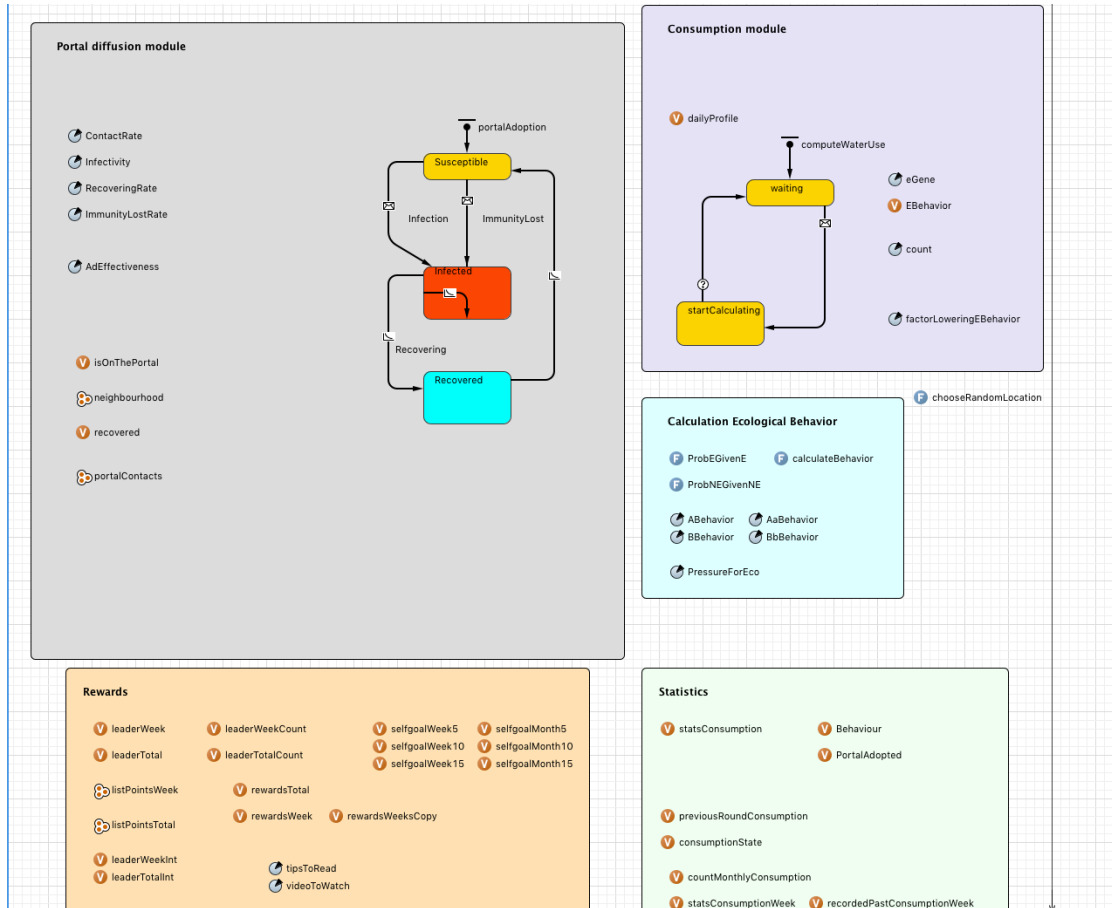 Portal diffusion module
ContactRate
Infectivity
RecoveringRate
ImmunityLostRate
AdEffectiveness
isOnThePortal
neighbourhood
recovered
portalContacts
portalAdoption
Susceptible
Infection
ImmunityLost
Infected
Recovering
Recovered
Consumption module
dailyProfile
computeWaterUse
waiting
startCalculating
eGene
EBehavior
count
factorLoweringEBehavior
chooseRandomLocation
Calculation Ecological Behavior
ProbEGivenE calculateBehavior
ProbNEGivenNE
ABehavior AaBehavior
BBehavior BbBehavior
PressureForEco
Rewards
leaderWeek leaderWeekCount selfgoalWeek5 selfgoalMonth5
selfgoalWeek10 selfgoalMonth10
leaderTotal leaderTotalCount
selfgoalWeek15 selfgoalMonth15
listPointsWeek rewardsTotal
rewardsWeek rewardsWeeksCopy
listPointsTotal
leaderWeekInt
tipsToRead
leaderTotalInt
videoToWatch
Statistics
statsConsumption Behaviour
PortalAdopted
previousRoundConsumption
consumptionState
countMonthlyConsumption
statsConsumptionWeek recordedPastConsumptionWeek